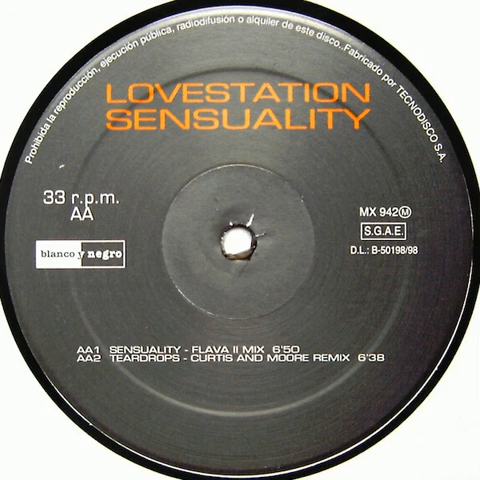 Prohibida la reproducción, ejecución pública, radiodifusión o alquiler de este disco..Fabricado por TECNODISCO S.A.
LOVESTATION
SENSUALITY
33 r.p.m.
AA
MX 942 Ⓜ
S.G.A.E.
D.L.: B-50198/98
blanco y negro
AA1 SENSUALITY - FLAVA II MIX 6'50
AA2 TEARDROPS - CURTIS AND MOORE REMIX 6'38